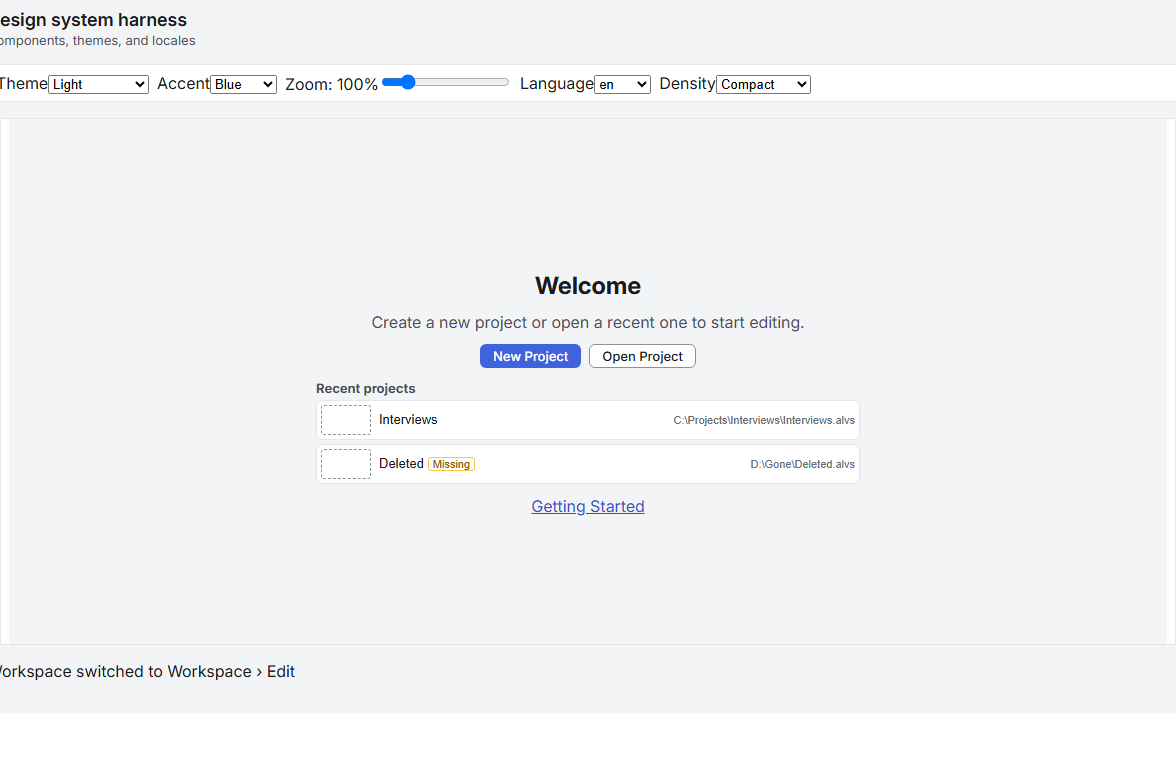 esign system harness
omponents, themes, and locales
Theme Light Accent Blue Zoom: 100% Language en Density Compact
Welcome
Create a new project or open a recent one to start editing.
New Project Open Project
Recent projects
Interviews C:\Projects\Interviews\Interviews.alvs
Deleted Missing D:\Gone\Deleted.alvs
Getting Started
orkspace switched to Workspace › Edit